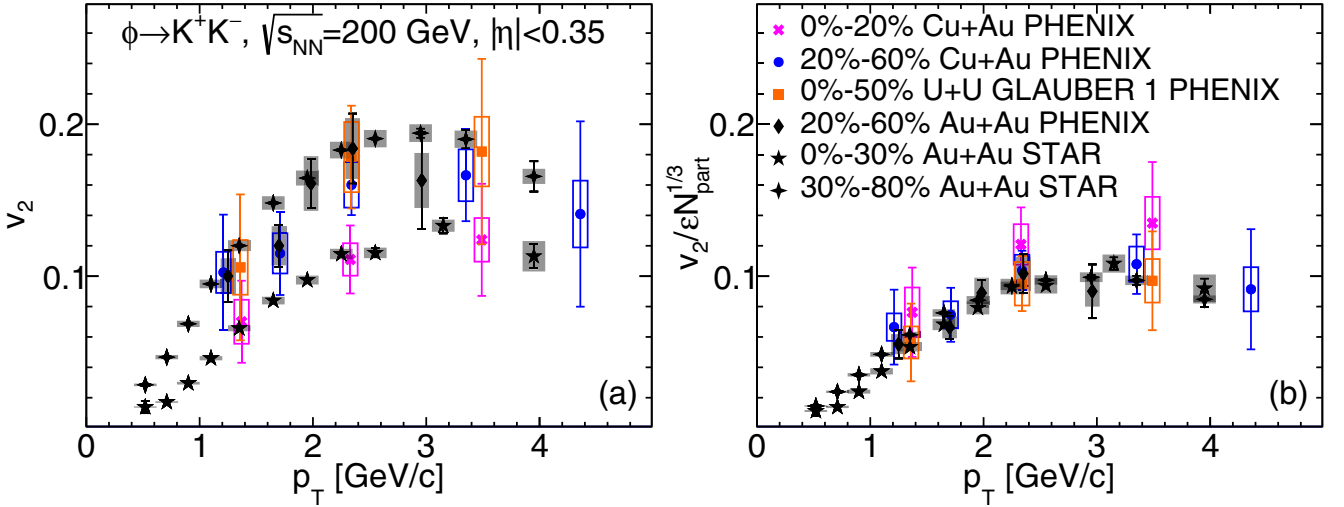 ϕ→K⁺K⁻, √s_NN=200 GeV, |η|<0.35
0.2
0.1
v₂
(a)
0 1 2 3 4
p_T [GeV/c]
0%-20% Cu+Au PHENIX
20%-60% Cu+Au PHENIX
0%-50% U+U GLAUBER 1 PHENIX
20%-60% Au+Au PHENIX
0%-30% Au+Au STAR
30%-80% Au+Au STAR
0.2
0.1
v₂/εN_part^1/3
(b)
0 1 2 3 4
p_T [GeV/c]